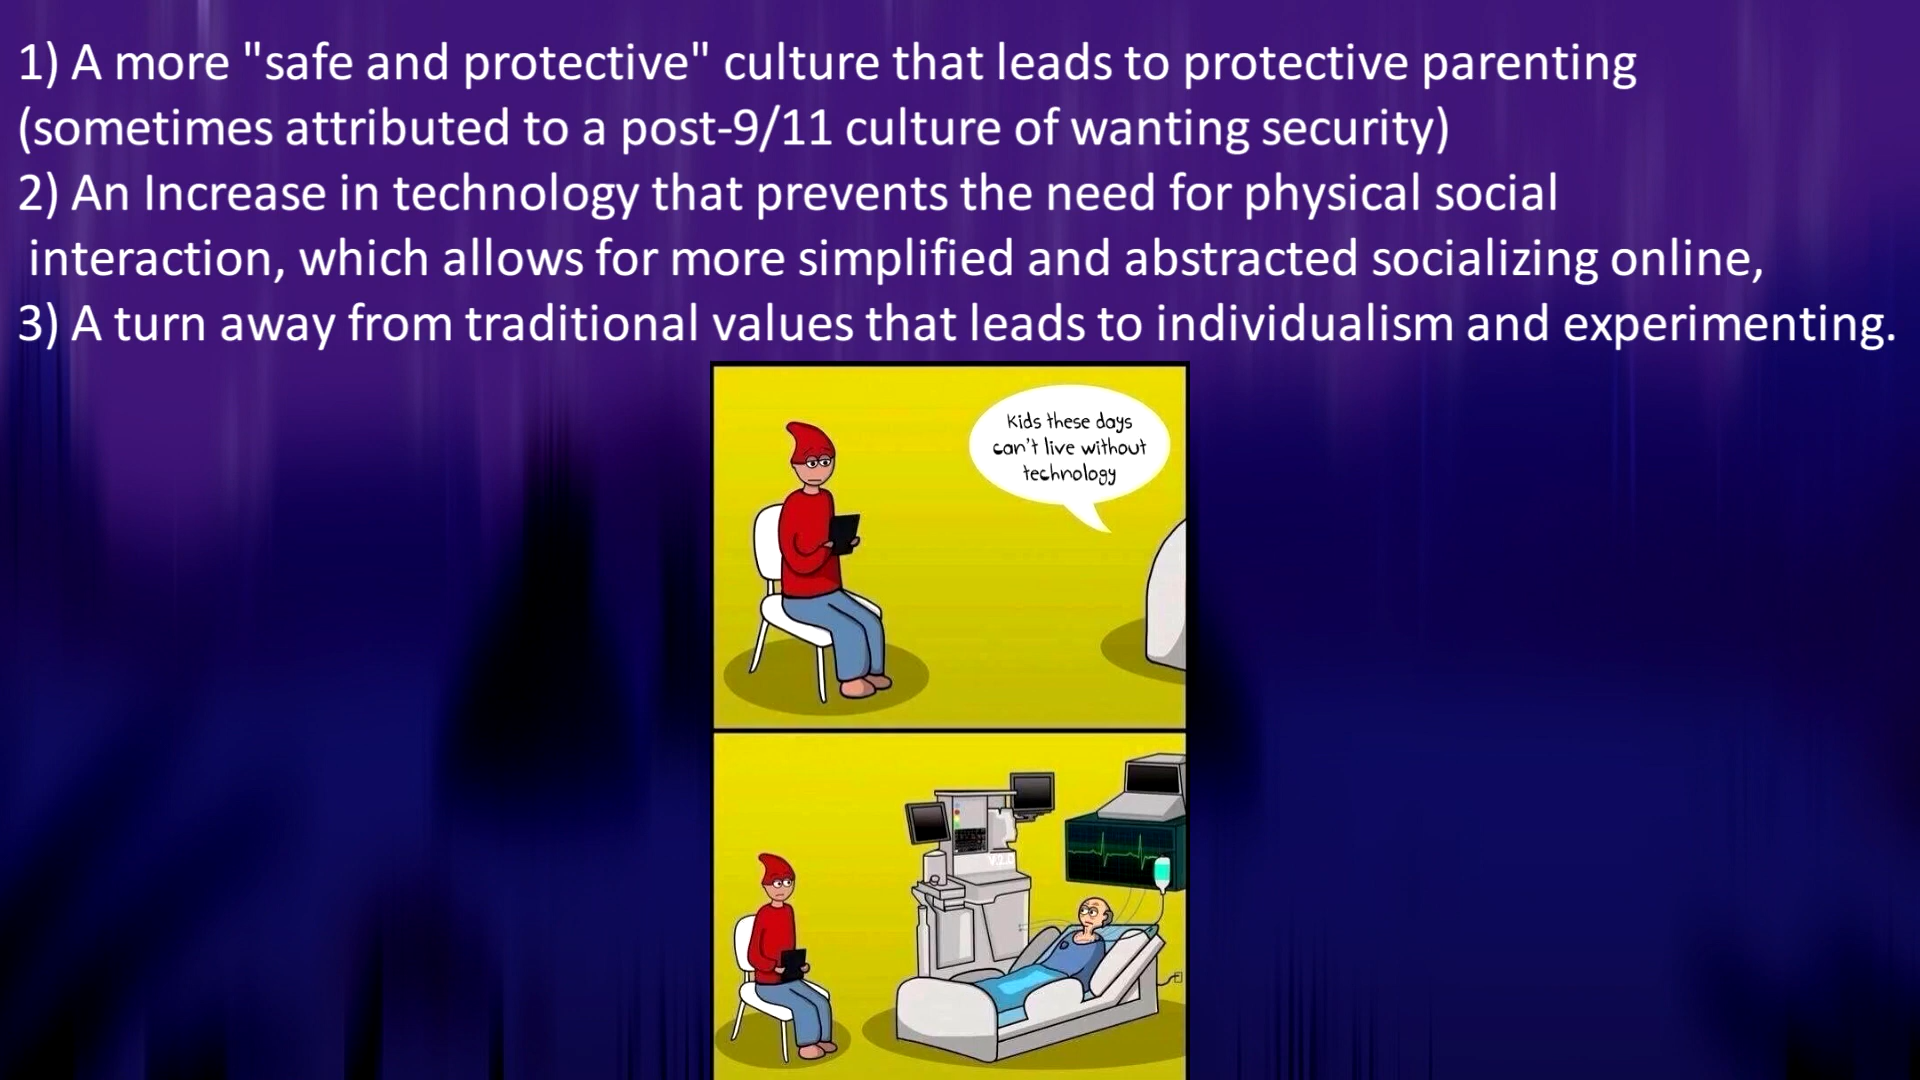 1) A more "safe and protective" culture that leads to protective parenting
(sometimes attributed to a post-9/11 culture of wanting security)
2) An Increase in technology that prevents the need for physical social
interaction, which allows for more simplified and abstracted socializing online,
3) A turn away from traditional values that leads to individualism and experimenting.
Kids these days
can't live without
technology
V.2.0